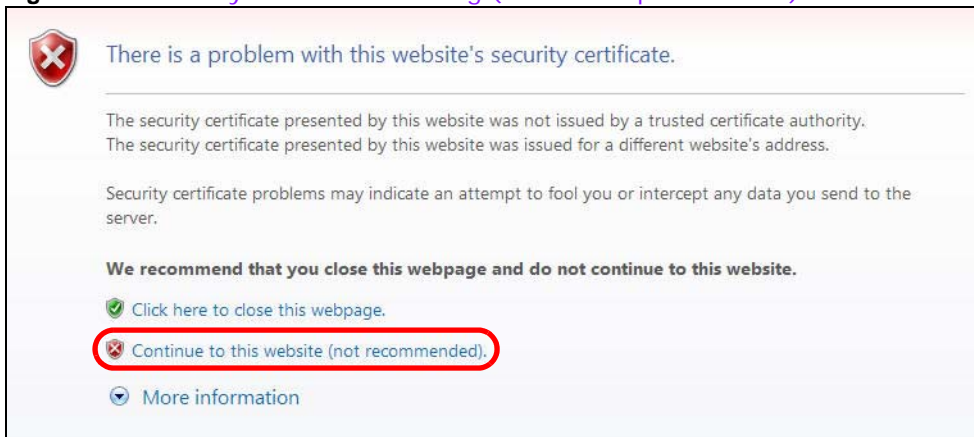 There is a problem with this website's security certificate.
The security certificate presented by this website was not issued by a trusted certificate authority.
The security certificate presented by this website was issued for a different website's address.
Security certificate problems may indicate an attempt to fool you or intercept any data you send to the
server.
We recommend that you close this webpage and do not continue to this website.
Click here to close this webpage.
Continue to this website (not recommended).
More information